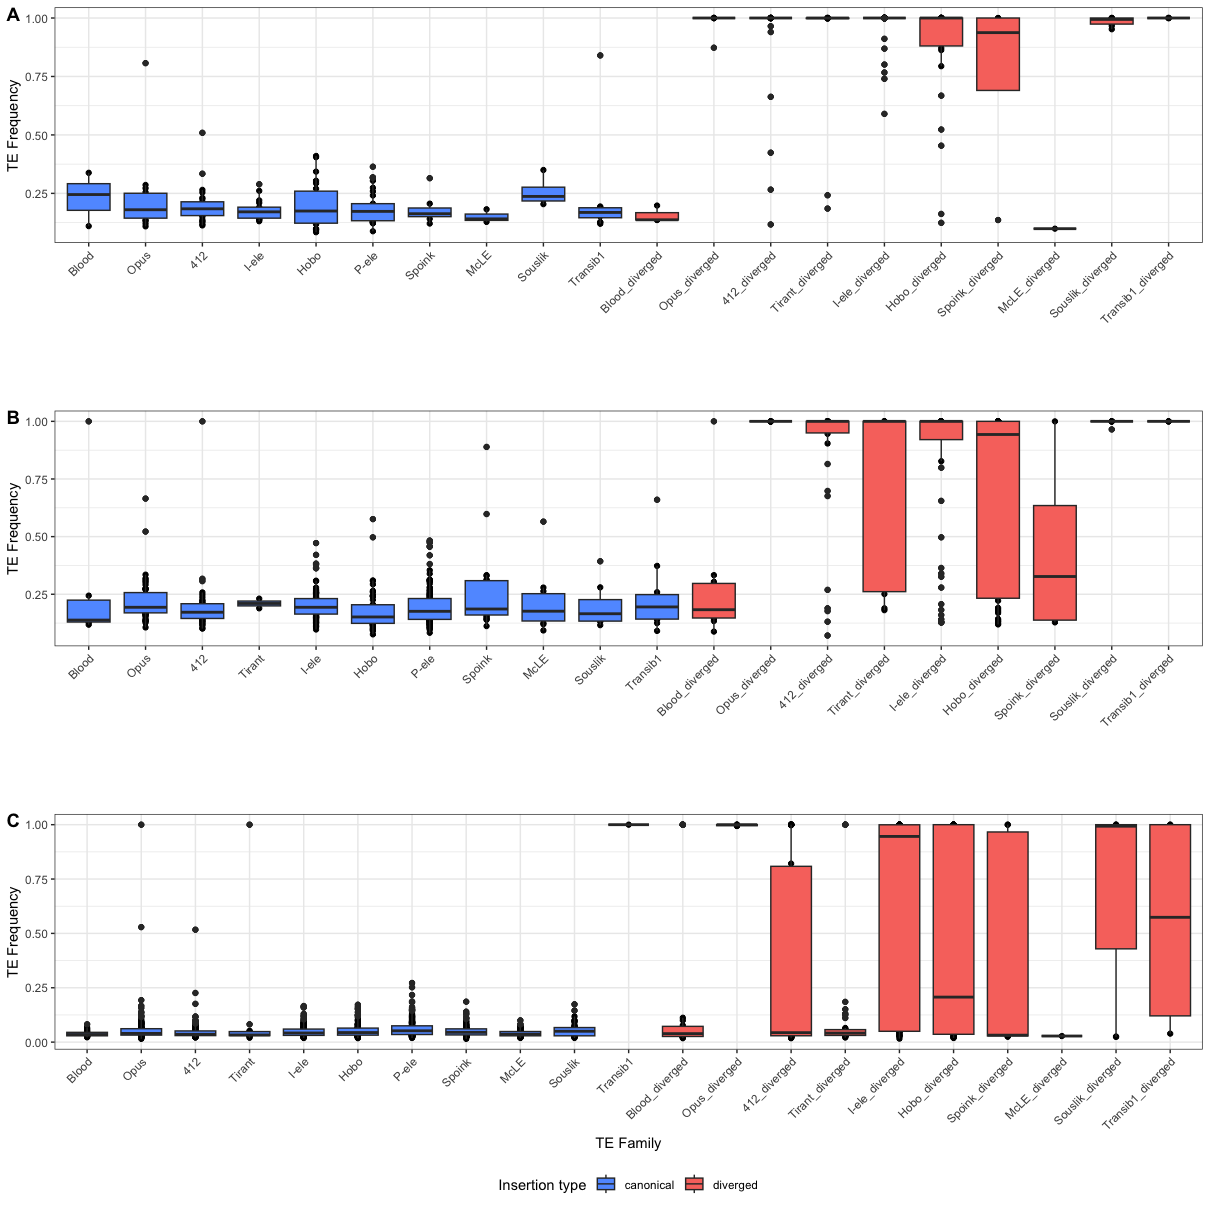 A
TE Frequency
1.00
0.75
0.50
0.25
Blood Opus 412 I-ele Hobo P-ele Spoink McLE Souslik Transib1 Blood_diverged Opus_diverged 412_diverged Tirant_diverged I-ele_diverged Hobo_diverged Spoink_diverged McLE_diverged Souslik_diverged Transib1_diverged
B
TE Frequency
1.00
0.75
0.50
0.25
Blood Opus 412 Tirant I-ele Hobo P-ele Spoink McLE Souslik Transib1 Blood_diverged Opus_diverged 412_diverged Tirant_diverged I-ele_diverged Hobo_diverged Spoink_diverged Souslik_diverged Transib1_diverged
C
TE Frequency
1.00
0.75
0.50
0.25
0.00
Blood Opus 412 Tirant I-ele Hobo P-ele Spoink McLE Souslik Transib1 Blood_diverged Opus_diverged 412_diverged Tirant_diverged I-ele_diverged Hobo_diverged Spoink_diverged McLE_diverged Souslik_diverged Transib1_diverged
TE Family
Insertion type canonical diverged